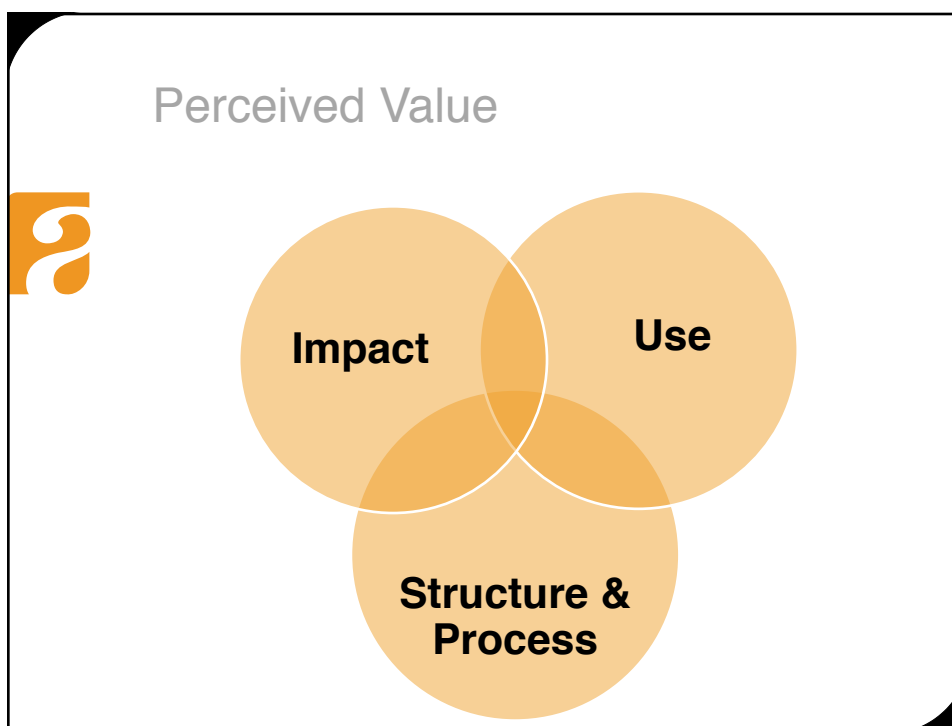 Perceived Value
a
Impact
Use
Structure &
Process